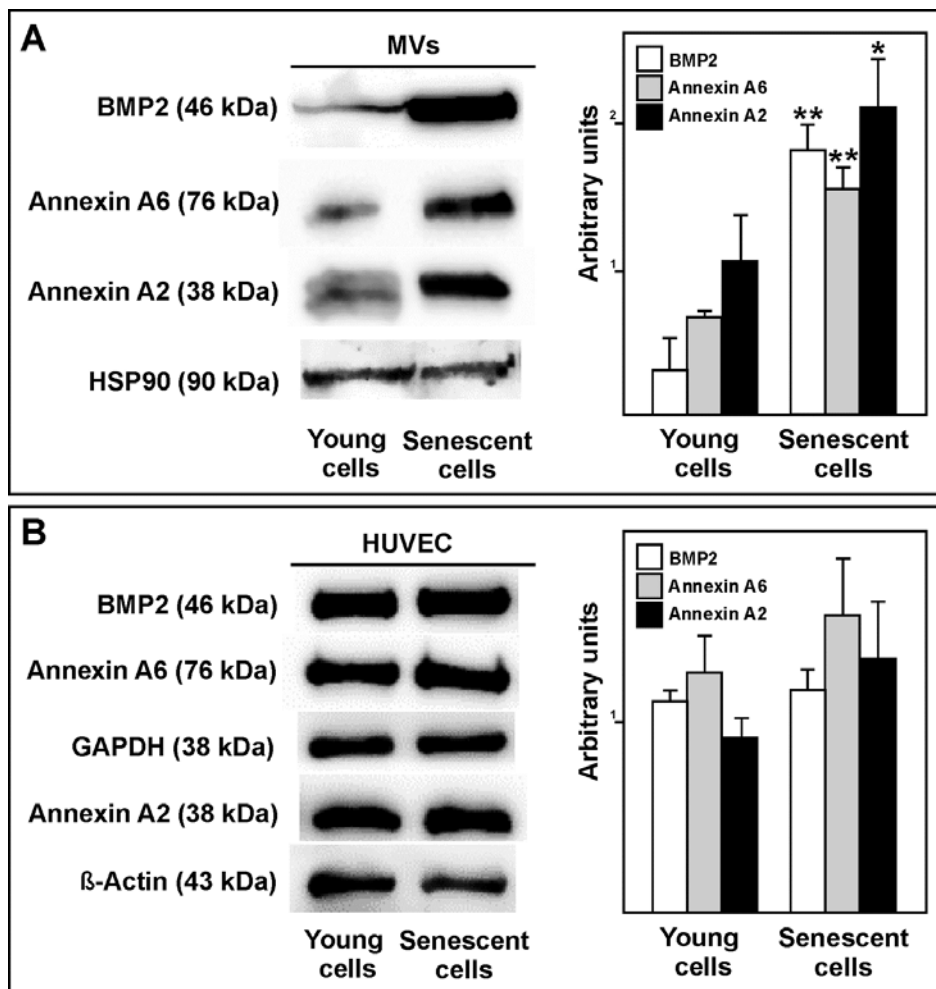 A
MVs
BMP2 (46 kDa)
Annexin A6 (76 kDa)
Annexin A2 (38 kDa)
HSP90 (90 kDa)
Young cells
Senescent cells
BMP2
Annexin A6
Annexin A2
Arbitrary units
2
1
**
**
*
Young cells
Senescent cells
B
HUVEC
BMP2 (46 kDa)
Annexin A6 (76 kDa)
GAPDH (38 kDa)
Annexin A2 (38 kDa)
ß-Actin (43 kDa)
Young cells
Senescent cells
BMP2
Annexin A6
Annexin A2
Arbitrary units
1
Young cells
Senescent cells